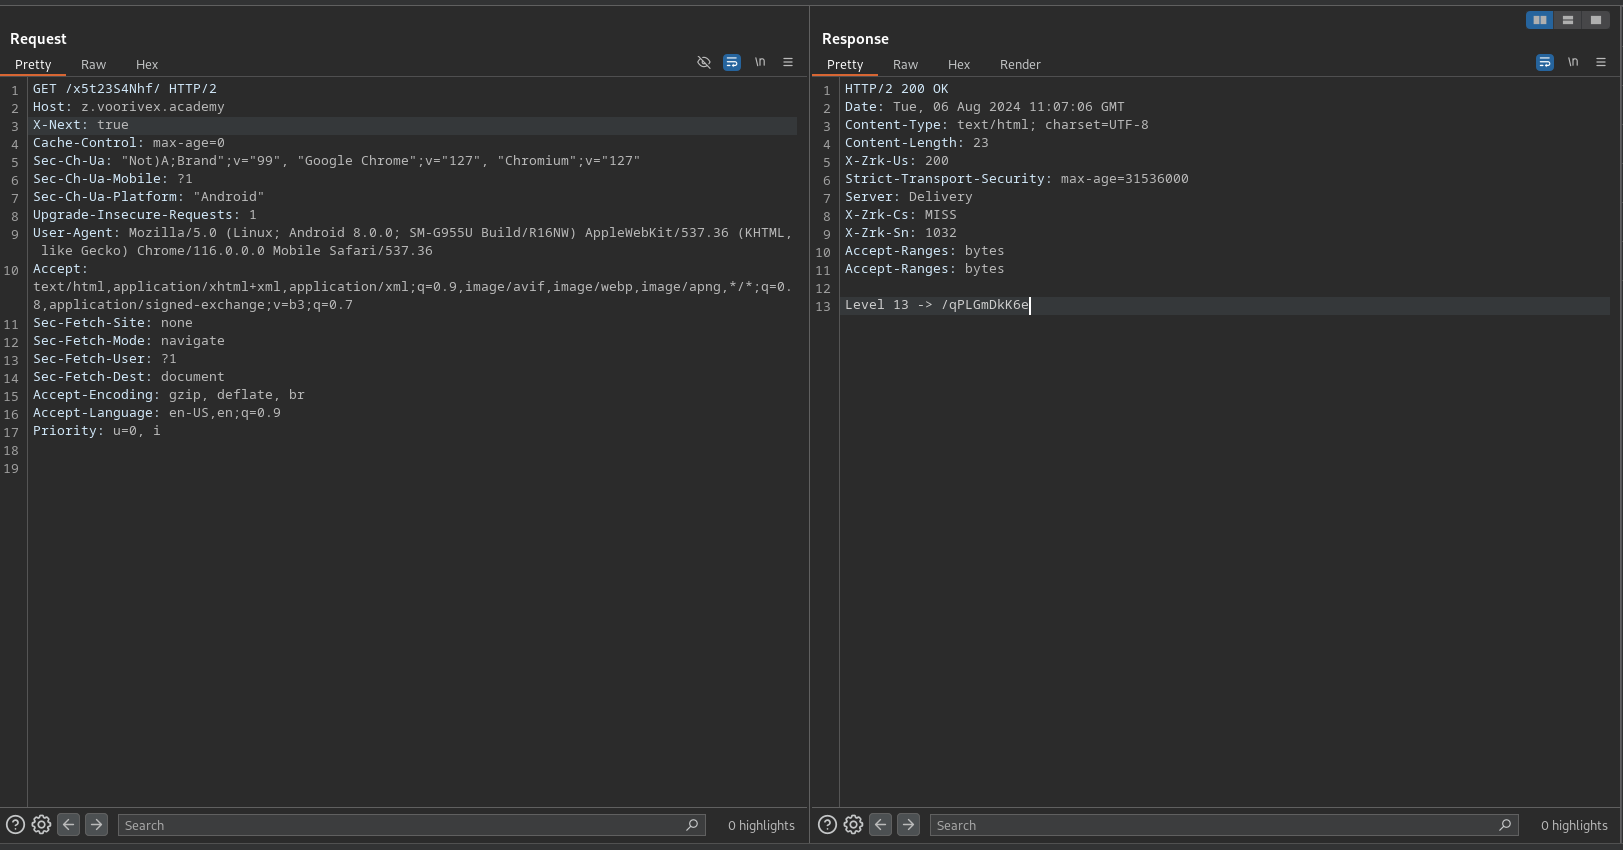 Request
Pretty Raw Hex \n
1 GET /x5t23S4Nhf/ HTTP/2
2 Host: z.voorivex.academy
3 X-Next: true
4 Cache-Control: max-age=0
5 Sec-Ch-Ua: "Not)A;Brand";v="99", "Google Chrome";v="127", "Chromium";v="127"
6 Sec-Ch-Ua-Mobile: ?1
7 Sec-Ch-Ua-Platform: "Android"
8 Upgrade-Insecure-Requests: 1
9 User-Agent: Mozilla/5.0 (Linux; Android 8.0.0; SM-G955U Build/R16NW) AppleWebKit/537.36 (KHTML,
like Gecko) Chrome/116.0.0.0 Mobile Safari/537.36
10 Accept:
text/html,application/xhtml+xml,application/xml;q=0.9,image/avif,image/webp,image/apng,*/*;q=0.
8,application/signed-exchange;v=b3;q=0.7
11 Sec-Fetch-Site: none
12 Sec-Fetch-Mode: navigate
13 Sec-Fetch-User: ?1
14 Sec-Fetch-Dest: document
15 Accept-Encoding: gzip, deflate, br
16 Accept-Language: en-US,en;q=0.9
17 Priority: u=0, i
18
19
Search 0 highlights
Response
Pretty Raw Hex Render \n
1 HTTP/2 200 OK
2 Date: Tue, 06 Aug 2024 11:07:06 GMT
3 Content-Type: text/html; charset=UTF-8
4 Content-Length: 23
5 X-Zrk-Us: 200
6 Strict-Transport-Security: max-age=31536000
7 Server: Delivery
8 X-Zrk-Cs: MISS
9 X-Zrk-Sn: 1032
10 Accept-Ranges: bytes
11 Accept-Ranges: bytes
12
13 Level 13 -> /qPLGmDkK6e
Search 0 highlights